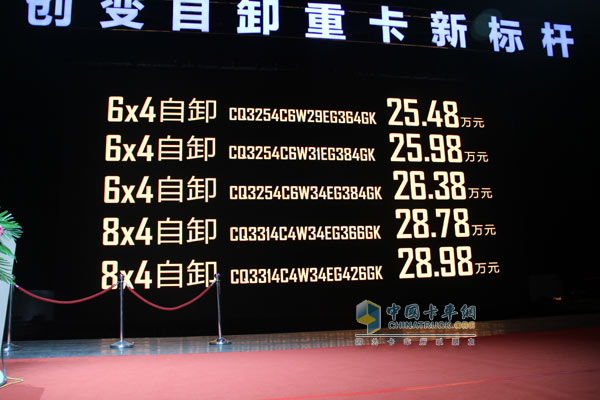 创变自卸重卡新标杆
6x4自卸 CQ3254C6W29EG364GK 25.48万元
6x4自卸 CQ3254C6W31EG384GK 25.98万元
6x4自卸 CQ3254C6W34EG384GK 26.38万元
8x4自卸 CQ3314C4W34EG366GK 28.78万元
8x4自卸 CQ3314C4W34EG426GK 28.98万元
中国卡车网
CHINATRUCK.ORG